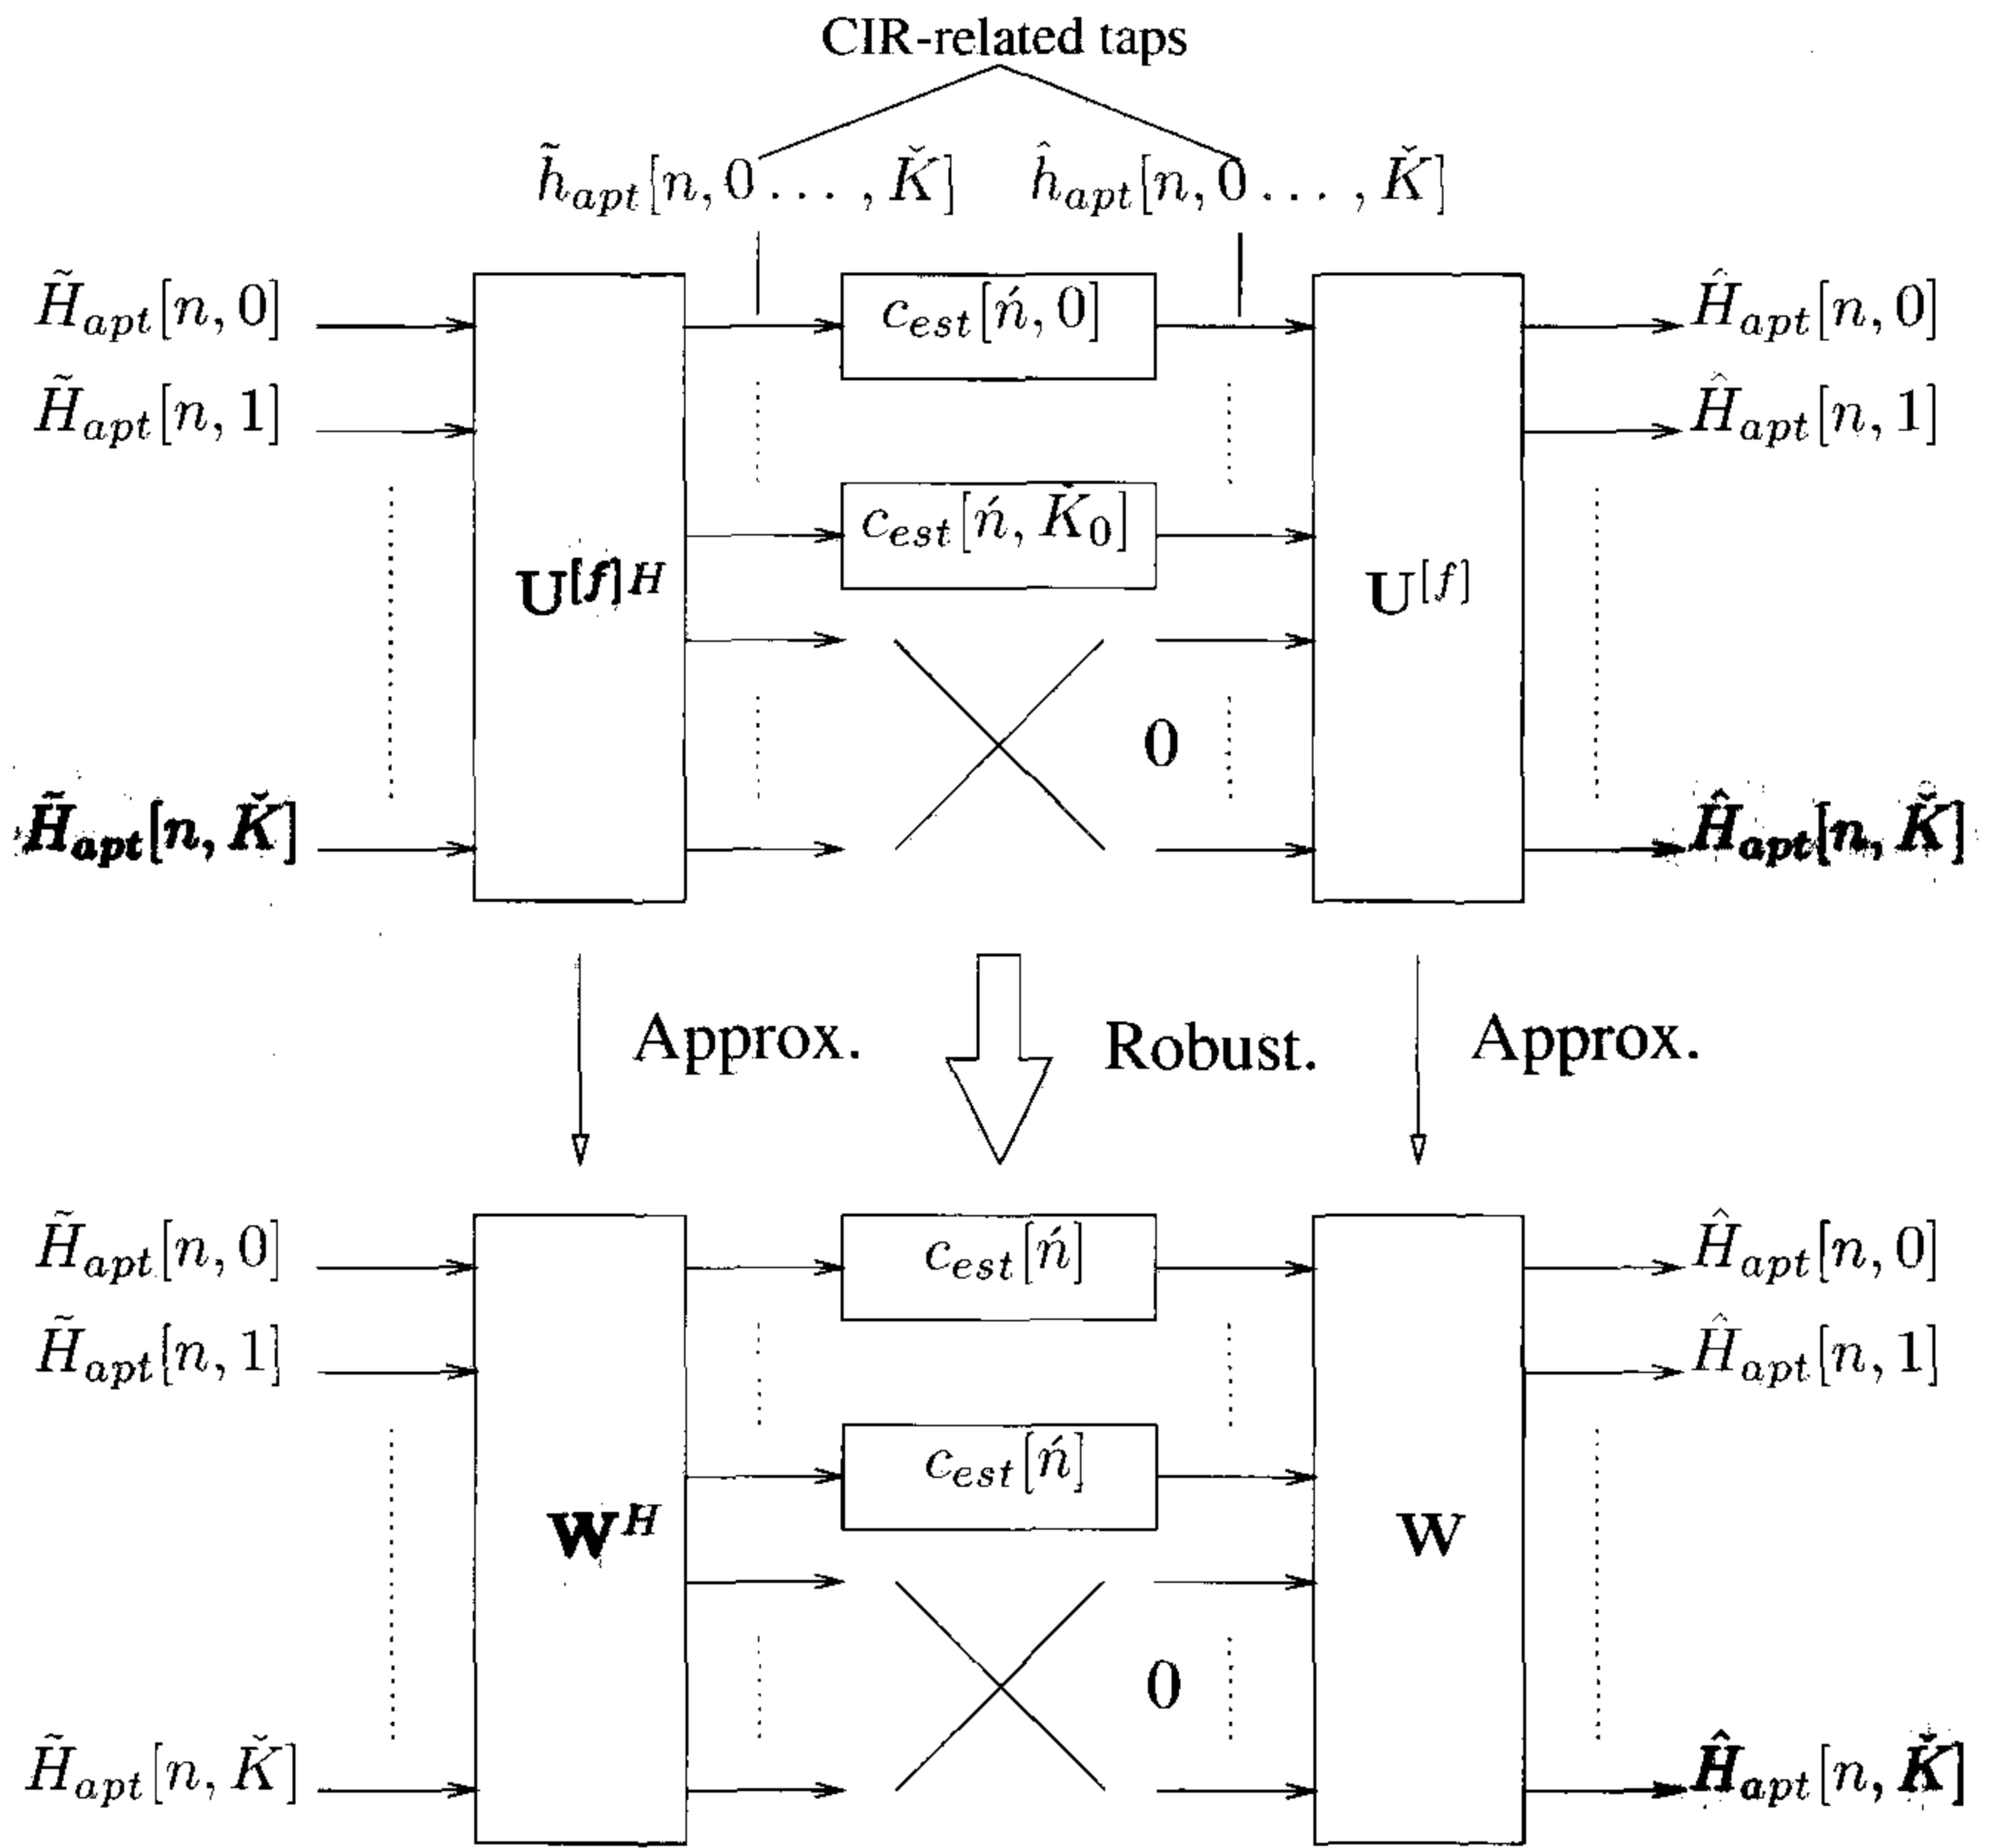 CIR-related taps
h̃_apt[n, 0 . . . , Ǩ] ĥ_apt[n, 0 . . . , Ǩ]
H̃_apt[n, 0] c_est[ń, 0] Ĥ_apt[n, 0]
H̃_apt[n, 1] Ĥ_apt[n, 1]
c_est[ń, Ǩ_0]
U^[f]H U^[f]
0
H̃_apt[n, Ǩ] Ĥ_apt[n, Ǩ]
Approx. Robust. Approx.
H̃_apt[n, 0] c_est[ń] Ĥ_apt[n, 0]
H̃_apt[n, 1] Ĥ_apt[n, 1]
c_est[ń]
W^H W
0
H̃_apt[n, Ǩ] Ĥ_apt[n, Ǩ]